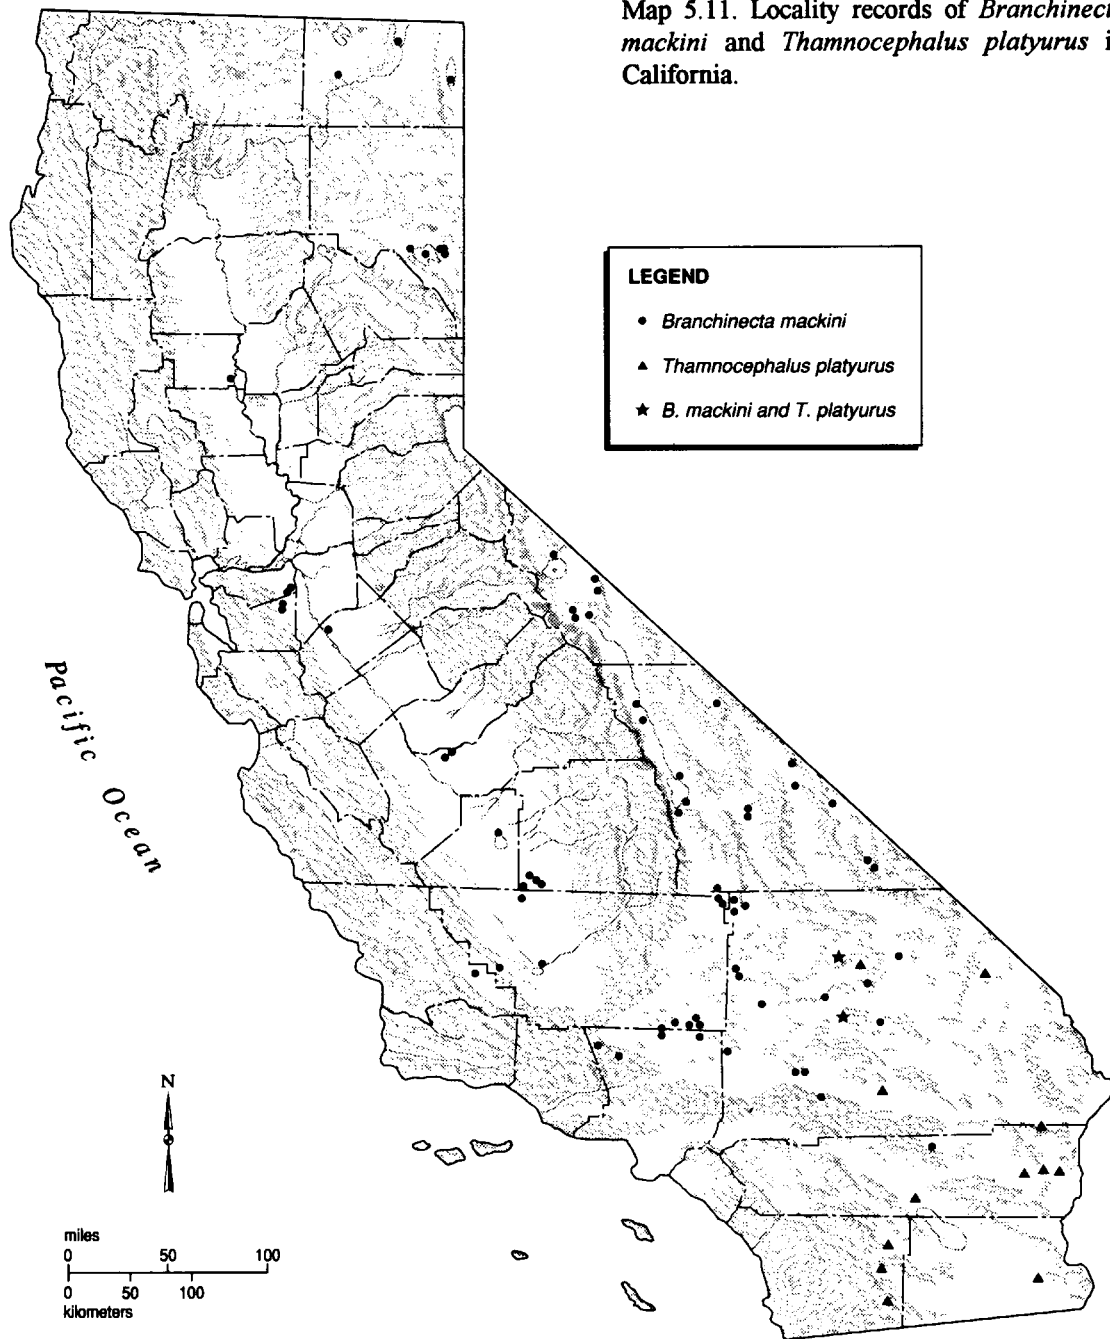 Map 5.11. Locality records of Branchinect
mackini and Thamnocephalus platyurus i
California.
LEGEND
Branchinecta mackini
Thamnocephalus platyurus
B. mackini and T. platyurus
Pacific Ocean
N
miles
0 50 100
0 50 100
kilometers